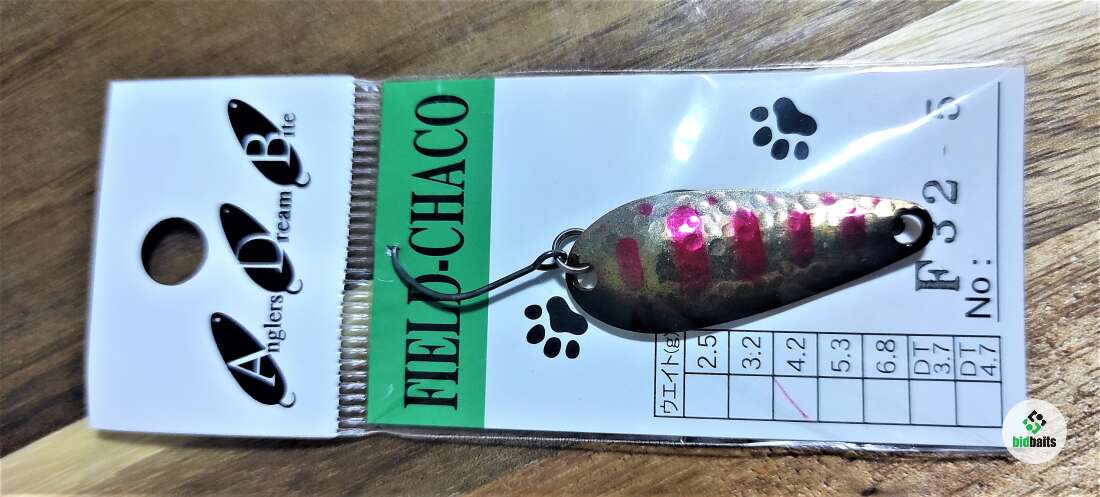 Anglers
Dream
Bite
FIELD-CHACO
ウエイト(g) 2.5 3.2 4.2 5.3 6.8 DT 3.7 DT 4.7
F32-5
No:
bidbaits